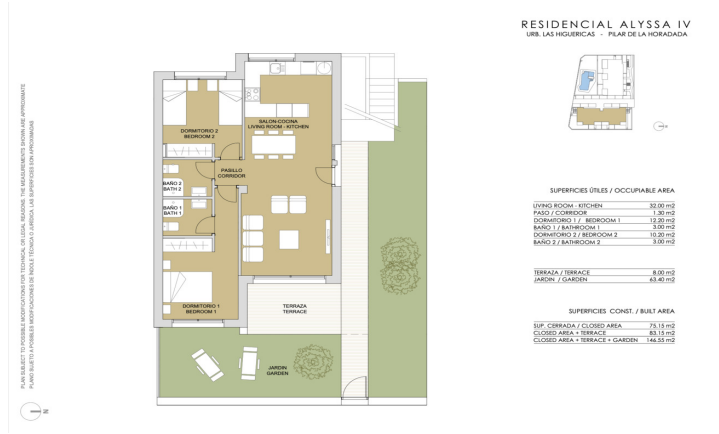 RESIDENCIAL ALYSSA IV
URB. LAS HIGUERICAS - PILAR DE LA HORADADA
DORMITORIO 2
BEDROOM 2
SALON-COCINA
LIVING ROOM - KITCHEN
PASILLO
CORRIDOR
BAÑO 2
BATH 2
BAÑO 1
BATH 1
DORMITORIO 1
BEDROOM 1
TERRAZA
TERRACE
JARDIN
GARDEN
SUPERFICIES ÚTILES / OCCUPIABLE AREA
LIVING ROOM - KITCHEN 32.00 m2
PASO / CORRIDOR 1.30 m2
DORMITORIO 1 / BEDROOM 1 12.20 m2
BAÑO 1 / BATHROOM 1 3.00 m2
DORMITORIO 2 / BEDROOM 2 10.20 m2
BAÑO 2 / BATHROOM 2 3.00 m2
TERRAZA / TERRACE 8.00 m2
JARDIN / GARDEN 63.40 m2
SUPERFICIES CONST. / BUILT AREA
SUP. CERRADA / CLOSED AREA 75.15 m2
CLOSED AREA + TERRACE 83.15 m2
CLOSED AREA + TERRACE + GARDEN 146.55 m2
PLAN SUBJECT TO POSSIBLE MODIFICATIONS FOR TECHNICAL OR LEGAL REASONS. THE MEASUREMENTS SHOWN ARE APPROXIMATE
PLANO SUJETO A POSIBLES MODIFICACIONES DE ÍNDOLE TÉCNICA O JURÍDICA. LAS SUPERFICIES SON APROXIMADAS
N